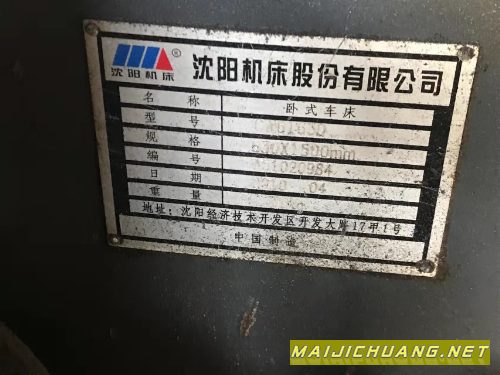 沈阳机床® 沈阳机床股份有限公司
名称 卧式车床
型号
规格 630X1500mm
编号
日期
重量
地址:沈阳经济技术开发区开发大路17甲1号
中国制造
MAIJICHUANG.NET